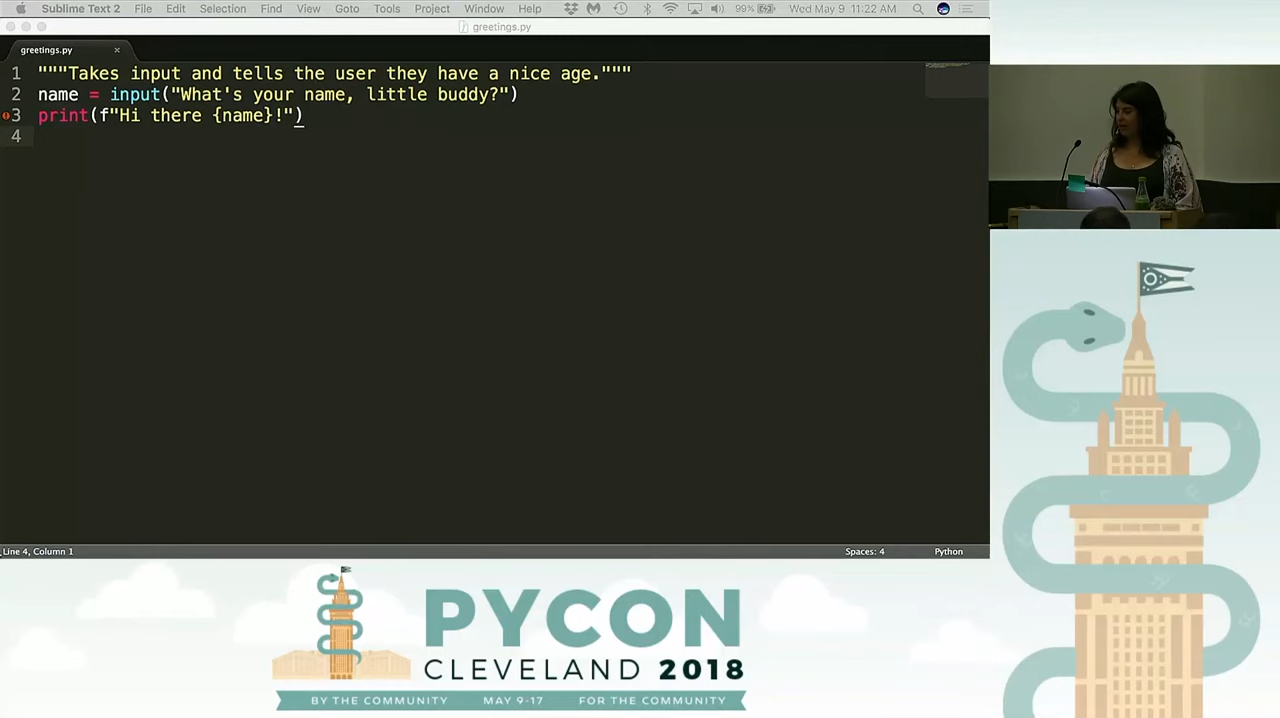 Sublime Text 2 File Edit Selection Find View Goto Tools Project Window Help 99% Wed May 9 11:22 AM
greetings.py
greetings.py ×
1 """Takes input and tells the user they have a nice age."""
2 name = input("What's your name, little buddy?")
3 print(f"Hi there {name}!")
4
Line 4, Column 1 Spaces: 4 Python
PYCON
CLEVELAND 2018
BY THE COMMUNITY MAY 9-17 FOR THE COMMUNITY